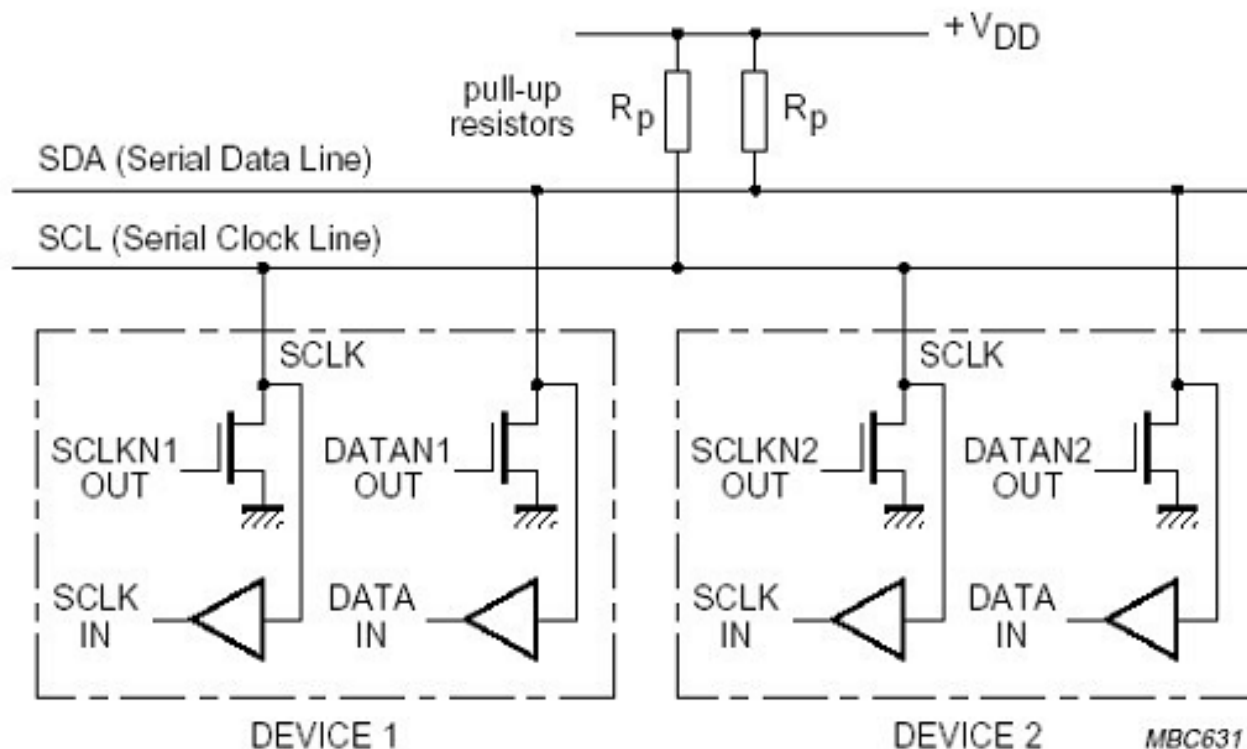 +VDD
pull-up
resistors
Rp
Rp
SDA (Serial Data Line)
SCL (Serial Clock Line)
SCLK
SCLKN1
OUT
DATAN1
OUT
SCLK
IN
DATA
IN
DEVICE 1
SCLK
SCLKN2
OUT
DATAN2
OUT
SCLK
IN
DATA
IN
DEVICE 2
MBC631